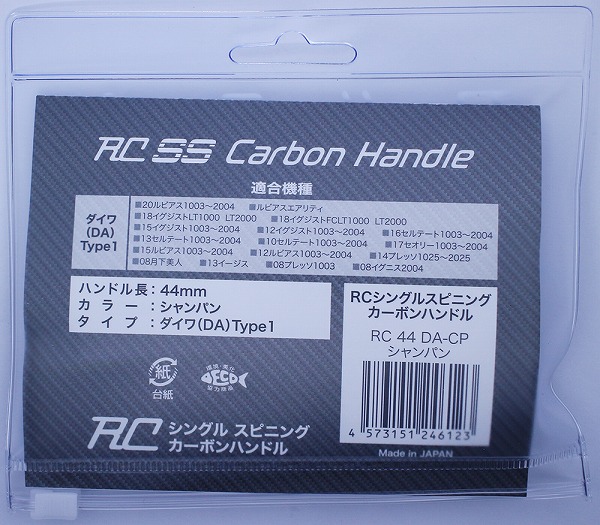 RC SS Carbon Handle
適合機種
ダイワ
(DA)
Type1
■20ルビアス1003～2004 ■ルビアスエアリティ
■18イグジストLT1000 LT2000 ■18イグジストFCLT1000 LT2000
■15イグジスト1003～2004 ■12イグジスト1003～2004 ■16セルテート1003～2004
■13セルテート1003～2004 ■10セルテート1003～2004 ■17セオリー1003～2004
■15ルビアス1003～2004 ■12ルビアス1003～2004 ■14プレッソ1025～2025
■08月下美人 ■13イージス ■08プレッソ1003 ■08イグニス2004
ハンドル長：44mm
カラー：シャンパン
タイプ：ダイワ(DA)Type1
RCシングルスピニング
カーボンハンドル
RC 44 DA-CP
シャンパン
4 573151 246123
Made in JAPAN
紙
台紙
環境・美化
FECO
協力商品
RC シングル スピニング
カーボンハンドル